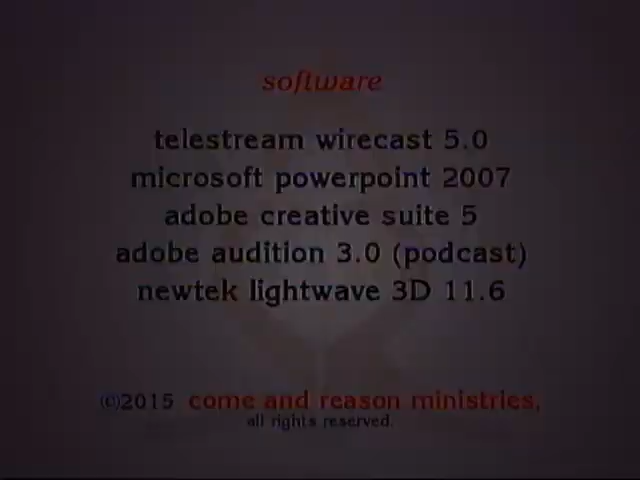 software
telestream wirecast 5.0
microsoft powerpoint 2007
adobe creative suite 5
adobe audition 3.0 (podcast)
newtek lightwave 3D 11.6
(c)2015 come and reason ministries,
all rights reserved.